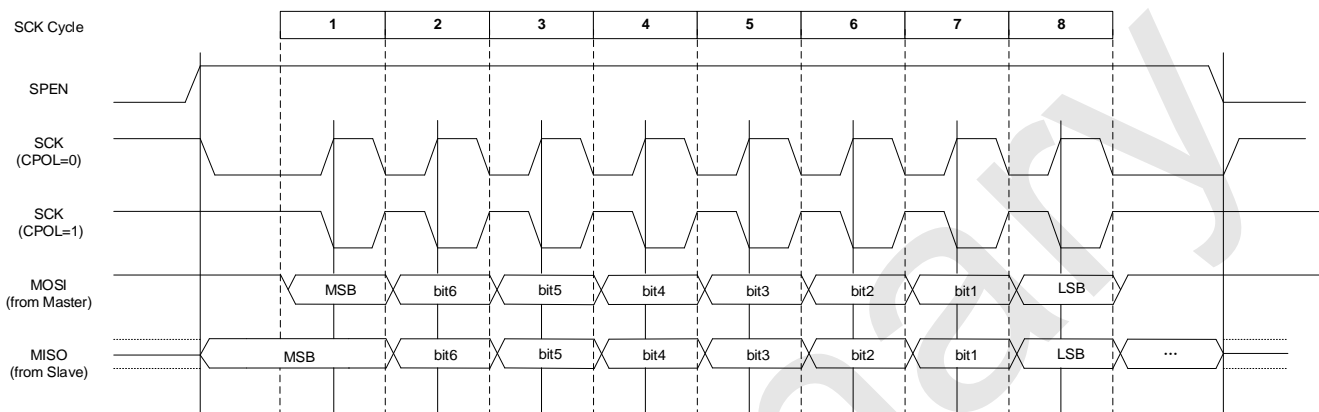 SCK Cycle 1 2 3 4 5 6 7 8
SPEN
SCK
(CPOL=0)
SCK
(CPOL=1)
MOSI
(from Master)
MSB bit6 bit5 bit4 bit3 bit2 bit1 LSB
MISO
(from Slave)
MSB bit6 bit5 bit4 bit3 bit2 bit1 LSB ...